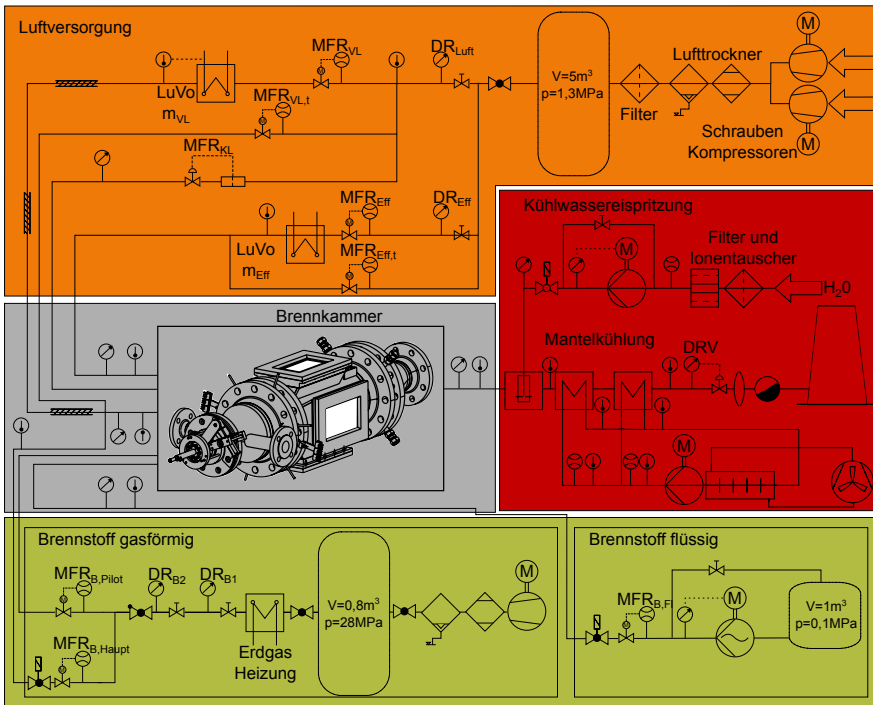 Luftversorgung
MFR_VL
DR_Luft
LuVo
m_VL
MFR_VL,t
MFR_KL
V=5m³
p=1,3MPa
Filter
Lufttrockner
Schrauben
Kompressoren
M
M
MFR_Eff
DR_Eff
LuVo
m_Eff
MFR_Eff,t
Kühlwassereispritzung
M
Filter und
Ionentauscher
H₂0
Mantelkühlung
DRV
M
Brennkammer
Brennstoff gasförmig
MFR_B,Pilot
DR_B2
DR_B1
MFR_B,Haupt
Erdgas
Heizung
V=0,8m³
p=28MPa
M
Brennstoff flüssig
MFR_B,Fl
M
V=1m³
p=0,1MPa